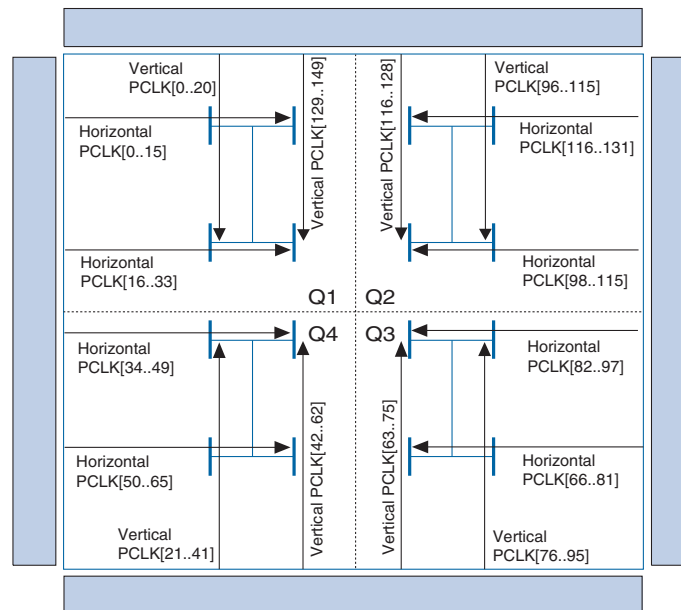 Vertical
PCLK[0..20]
Vertical PCLK[129..149]
Vertical PCLK[116..128]
Vertical
PCLK[96..115]
Horizontal
PCLK[0..15]
Horizontal
PCLK[116..131]
Horizontal
PCLK[16..33]
Horizontal
PCLK[98..115]
Q1
Q2
Q4
Q3
Horizontal
PCLK[34..49]
Horizontal
PCLK[82..97]
Vertical PCLK[42..62]
Vertical PCLK[63..75]
Horizontal
PCLK[50..65]
Horizontal
PCLK[66..81]
Vertical
PCLK[21..41]
Vertical
PCLK[76..95]